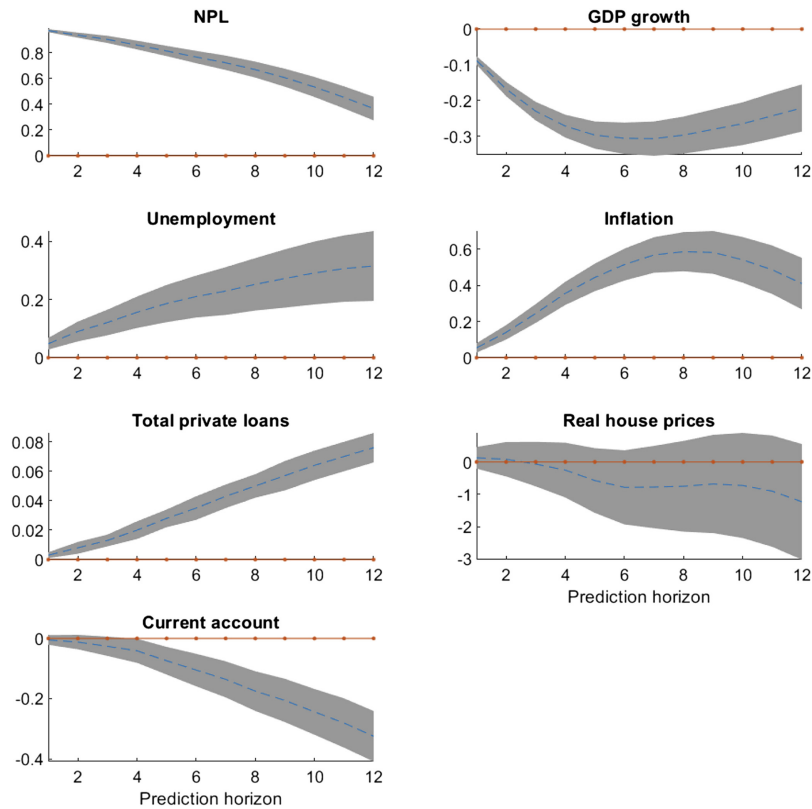 NPL
0.8
0.6
0.4
0.2
0
2 4 6 8 10 12
GDP growth
0
-0.1
-0.2
-0.3
2 4 6 8 10 12
Unemployment
0.4
0.2
0
2 4 6 8 10 12
Inflation
0.6
0.4
0.2
0
2 4 6 8 10 12
Total private loans
0.08
0.06
0.04
0.02
0
2 4 6 8 10 12
Real house prices
0
-1
-2
-3
2 4 6 8 10 12
Prediction horizon
Current account
0
-0.2
-0.4
2 4 6 8 10 12
Prediction horizon